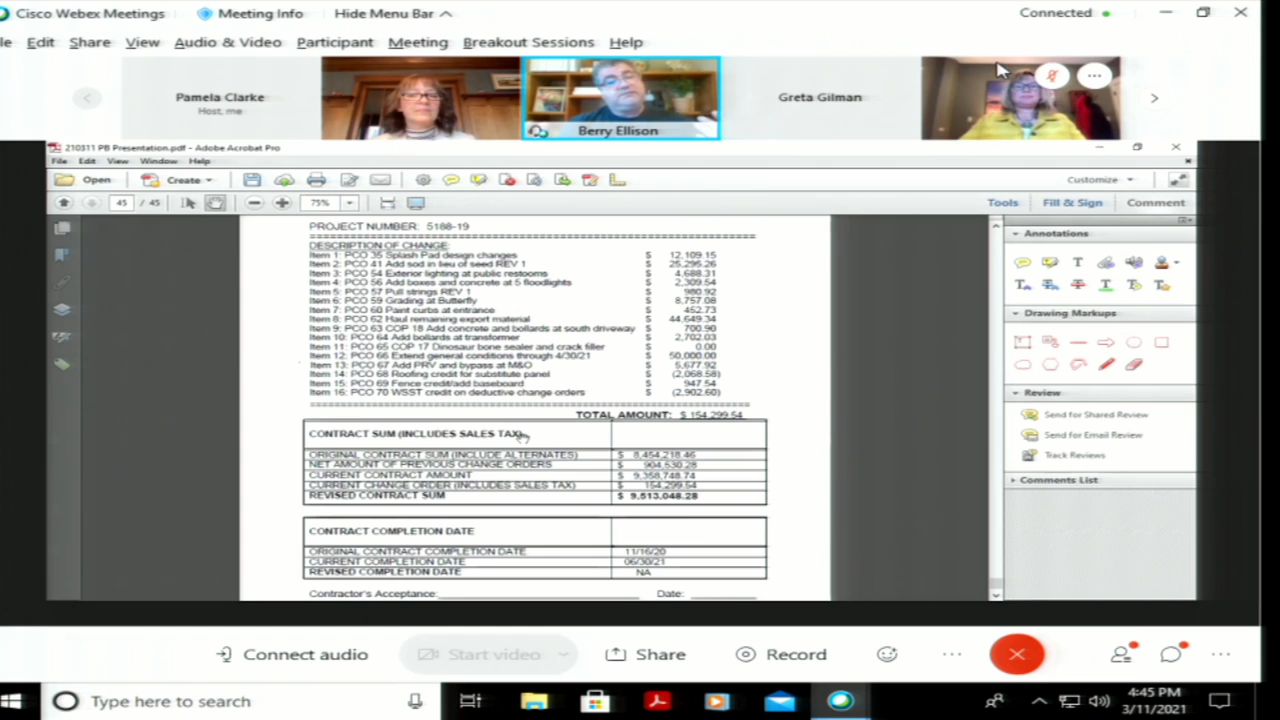 Cisco Webex Meetings Meeting Info Hide Menu Bar Connected
le Edit Share View Audio & Video Participant Meeting Breakout Sessions Help
Pamela Clarke
Host, me
Berry Ellison
Greta Gilman
210311 PB Presentation.pdf - Adobe Acrobat Pro
File Edit View Window Help
Open Create Customize
45 / 45 75% Tools Fill & Sign Comment
PROJECT NUMBER: 5188-19
DESCRIPTION OF CHANGE:
Item 1: PCO 35 Splash Pad design changes $ 12,109.15
Item 2: PCO 41 Add sod in lieu of seed REV 1 $ 25,295.26
Item 3: PCO 54 Exterior lighting at public restooms $ 4,688.31
Item 4: PCO 56 Add boxes and concrete at 5 floodlights $ 2,309.54
Item 5: PCO 57 Pull strings REV 1 $ 980.92
Item 6: PCO 59 Grading at Butterfly $ 8,757.08
Item 7: PCO 60 Paint curbs at entrance $ 452.73
Item 8: PCO 62 Haul remaining export material $ 44,649.34
Item 9: PCO 63 COP 18 Add concrete and bollards at south driveway $ 700.90
Item 10: PCO 64 Add bollards at transformer $ 2,702.03
Item 11: PCO 65 COP 17 Dinosaur bone sealer and crack filler $ 0.00
Item 12: PCO 66 Extend general conditions through 4/30/21 $ 50,000.00
Item 13: PCO 67 Add PRV and bypass at M&O $ 5,677.92
Item 14: PCO 68 Roofing credit for substitute panel $ (2,068.58)
Item 15: PCO 69 Fence credit/add baseboard $ 947.54
Item 16: PCO 70 WSST credit on deductive change orders $ (2,902.60)
TOTAL AMOUNT: $ 154,299.54
CONTRACT SUM (INCLUDES SALES TAX)
ORIGINAL CONTRACT SUM (INCLUDE ALTERNATES) $ 8,454,218.46
NET AMOUNT OF PREVIOUS CHANGE ORDERS $ 904,530.28
CURRENT CONTRACT AMOUNT $ 9,358,748.74
CURRENT CHANGE ORDER (INCLUDES SALES TAX) $ 154,299.54
REVISED CONTRACT SUM $ 9,513,048.28
CONTRACT COMPLETION DATE
ORIGINAL CONTRACT COMPLETION DATE 11/16/20
CURRENT COMPLETION DATE 06/30/21
REVISED COMPLETION DATE NA
Contractor's Acceptance: Date:
Annotations
Drawing Markups
Review
Send for Shared Review
Send for Email Review
Track Reviews
Comments List
Connect audio Start video Share Record
Type here to search
4:45 PM
3/11/2021